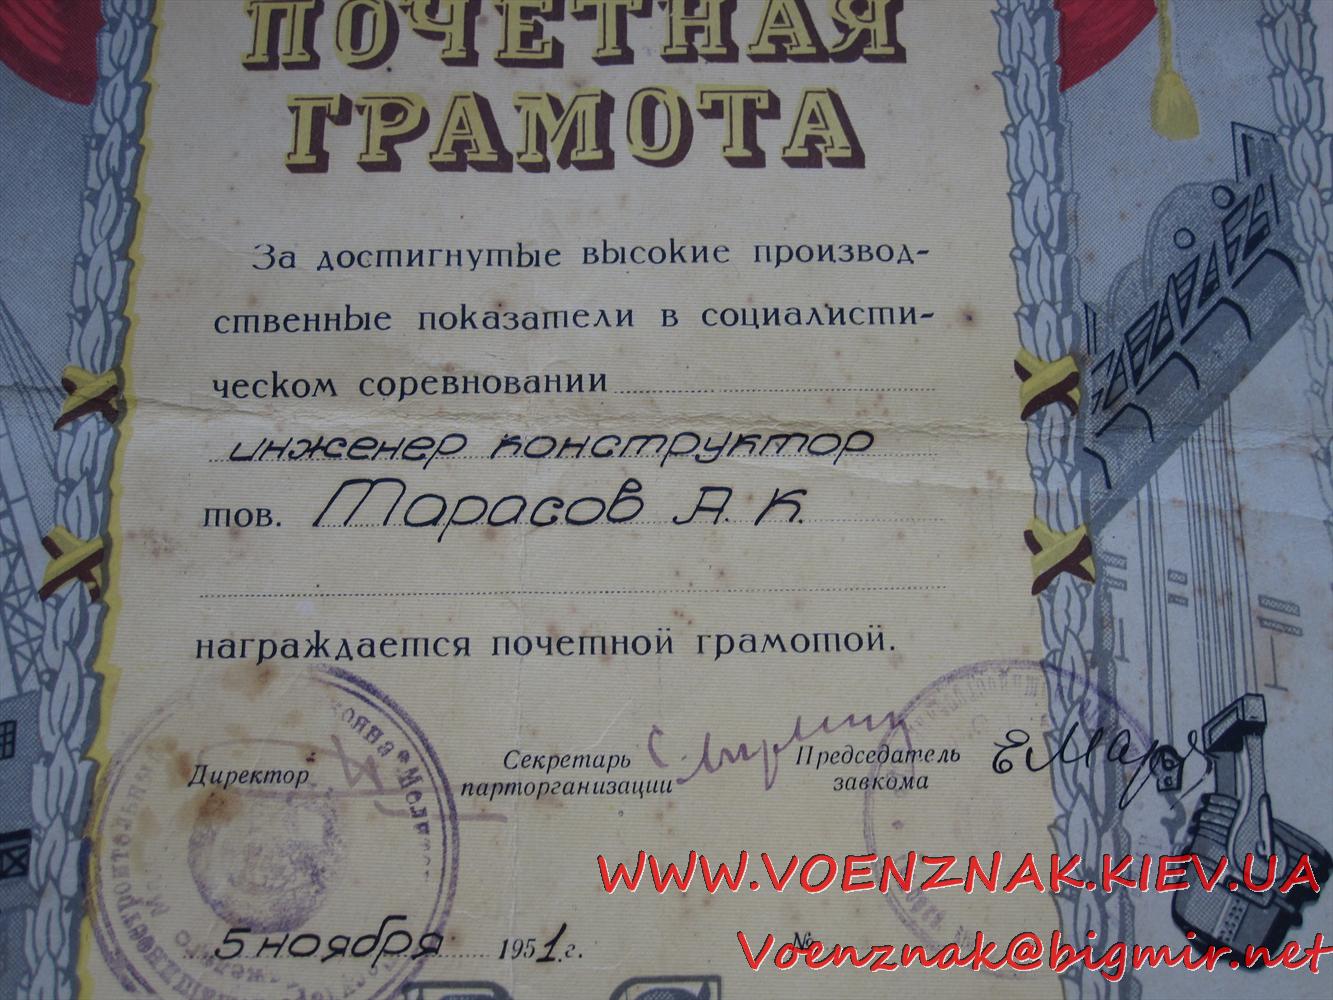 ПОЧЕТНАЯ
ГРАМОТА
За достигнутые высокие производ-
ственные показатели в социалисти-
ческом соревновании
инженер конструктор
тов. Тарасов А. К.
награждается почетной грамотой.
Директор
Секретарь
парторганизации
Председатель
завкома
5 ноября 1951 г.
№
WWW.VOENZNAK.KIEV.UA
Voenznak@bigmir.net